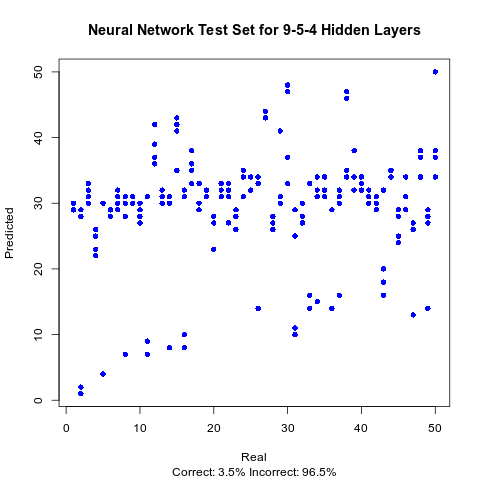 Neural Network Test Set for 9-5-4 Hidden Layers
Predicted
50
40
30
20
10
0
0 10 20 30 40 50
Real
Correct: 3.5% Incorrect: 96.5%